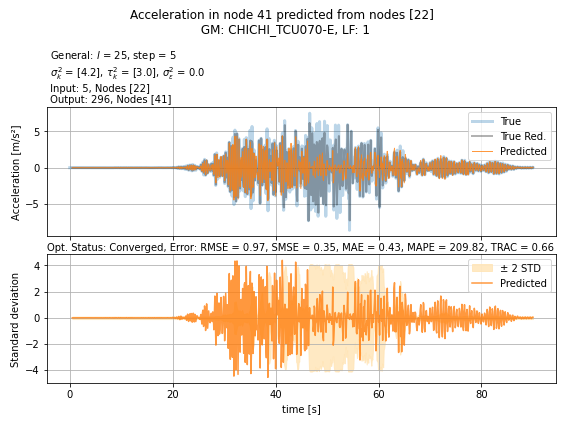 Acceleration in node 41 predicted from nodes [22]
GM: CHICHI_TCU070-E, LF: 1
General: l = 25, step = 5
σ²ₖ = [4.2], τ²ₖ = [3.0], σ²ε = 0.0
Input: 5, Nodes [22]
Output: 296, Nodes [41]
Acceleration [m/s²]
5
0
−5
True
True Red.
Predicted
Opt. Status: Converged, Error: RMSE = 0.97, SMSE = 0.35, MAE = 0.43, MAPE = 209.82, TRAC = 0.66
Standard deviation
4
2
0
−2
−4
± 2 STD
Predicted
0 20 40 60 80
time [s]